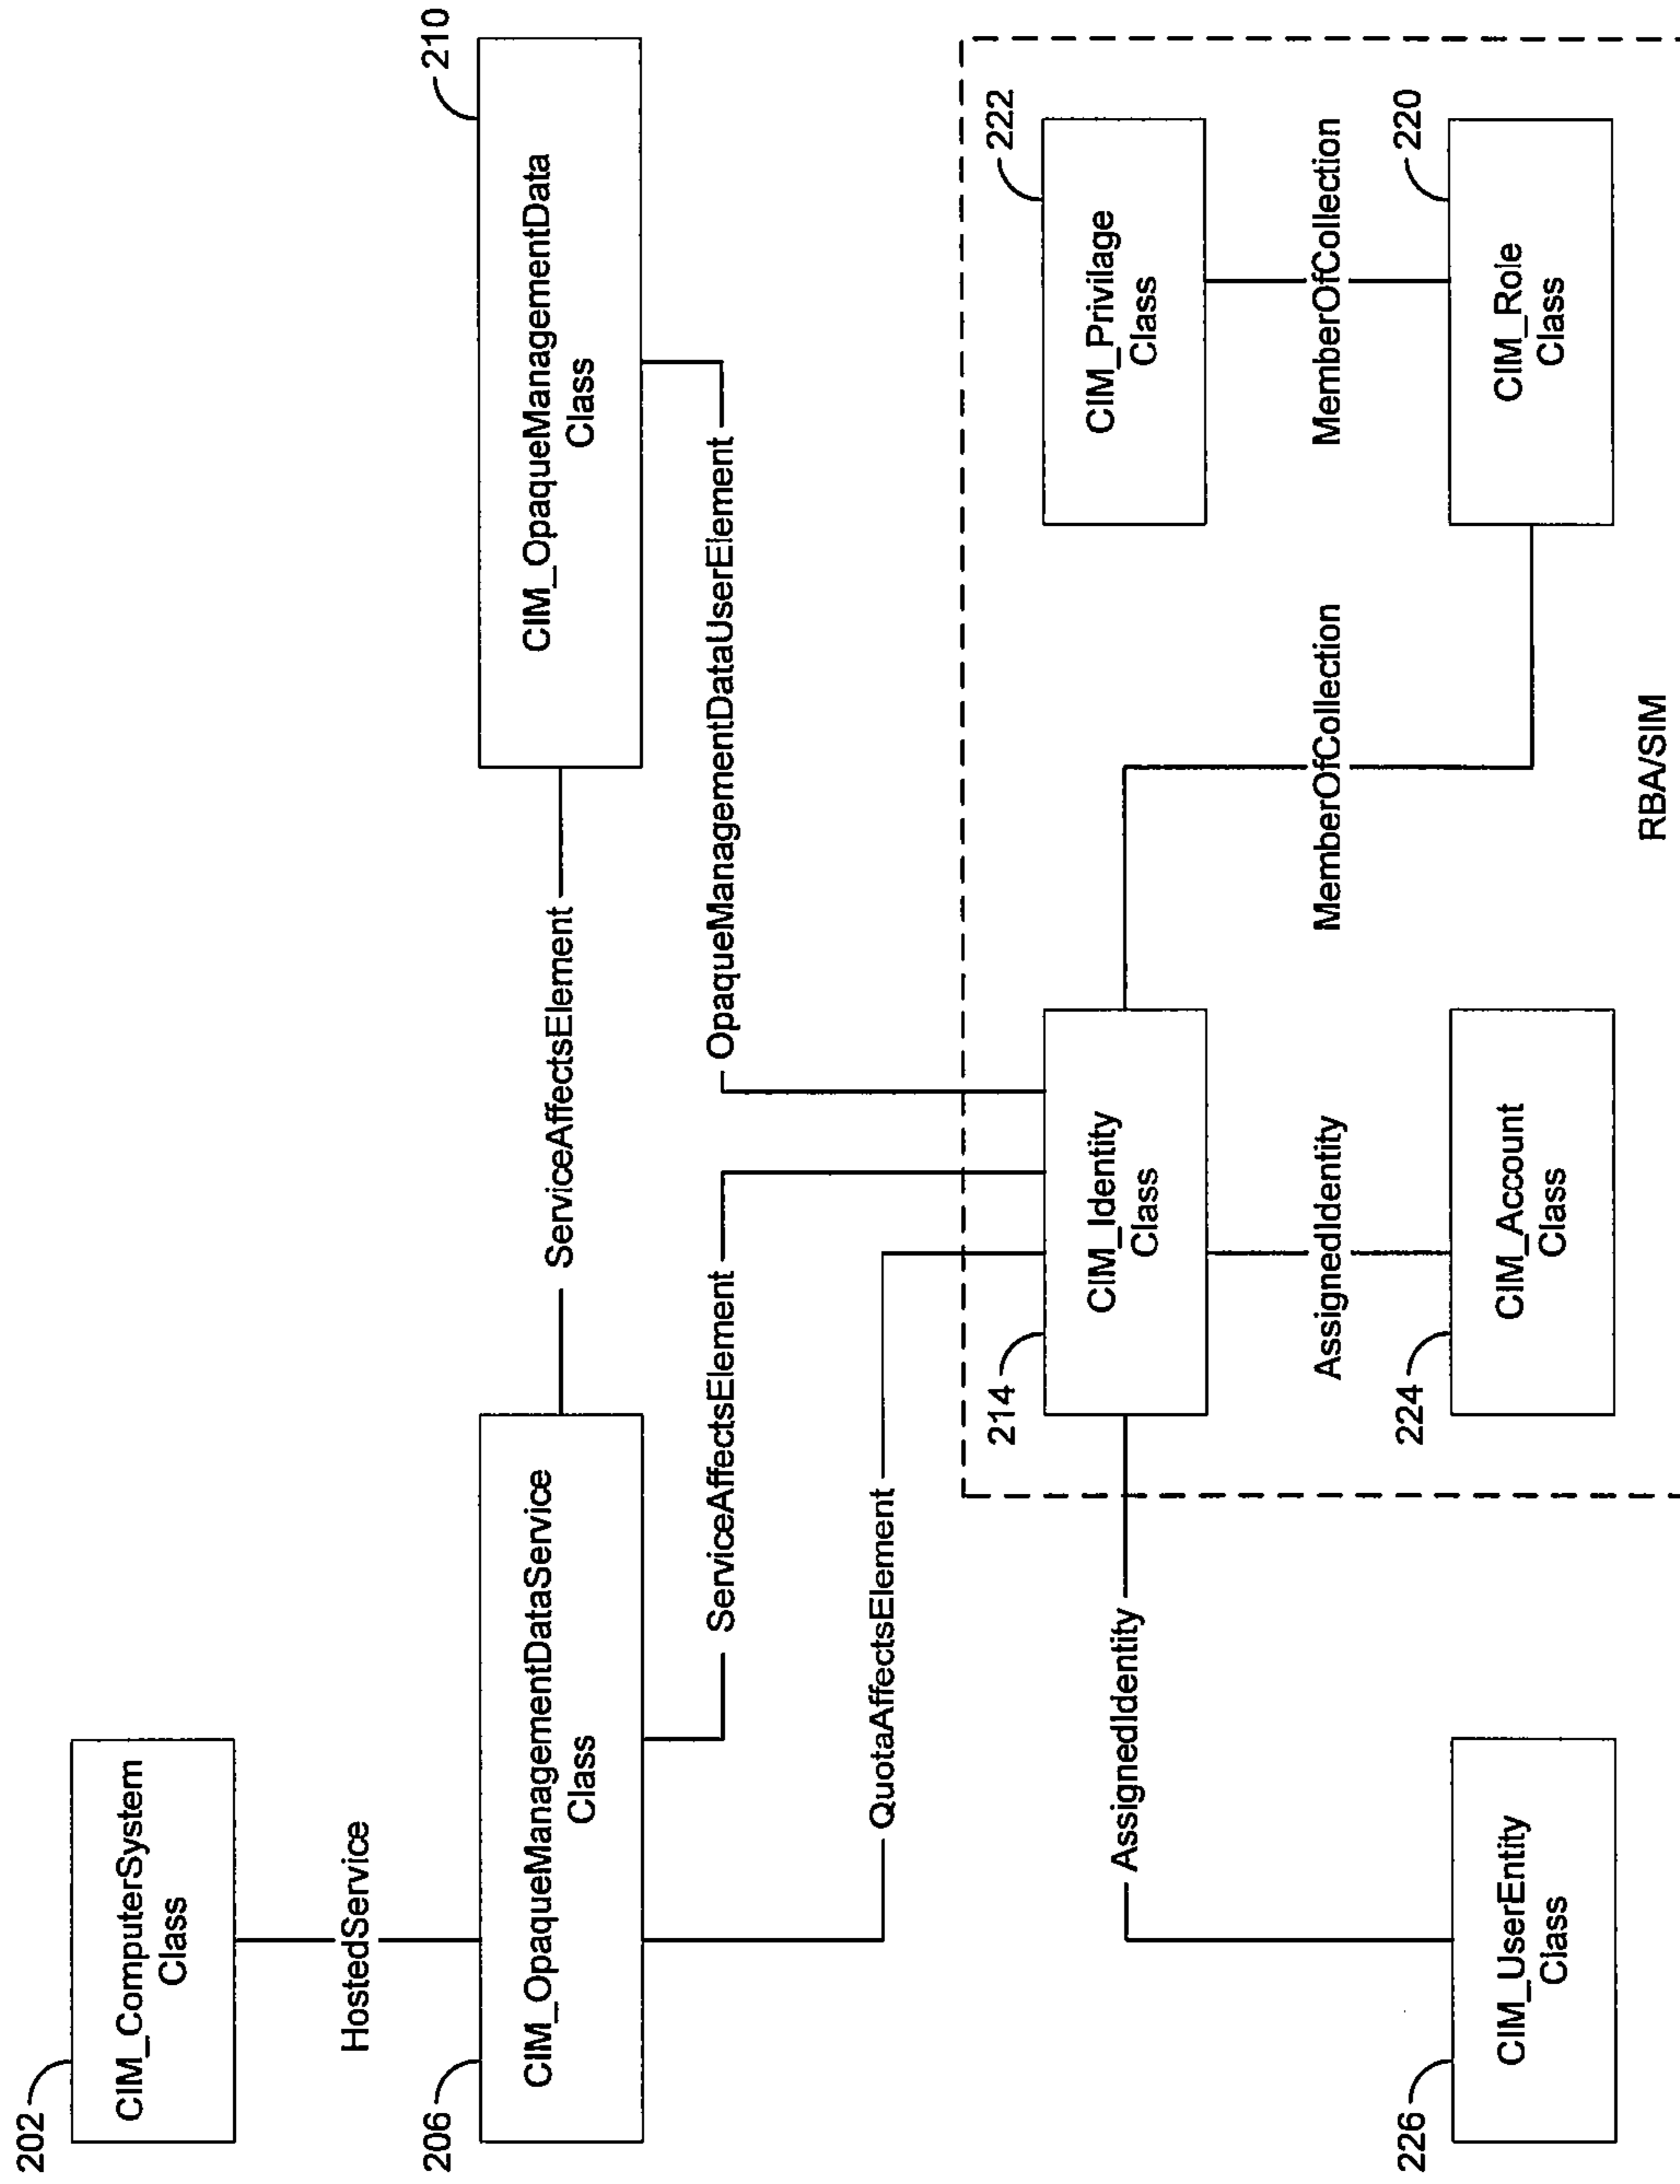 202
CIM_ComputerSystem
Class
HostedService
206
CIM_OpaqueManagementDataService
Class
ServiceAffectsElement
210
CIM_OpaqueManagementData
Class
ServiceAffectsElement
OpaqueManagementDataUserElement
QuotaAffectsElement
AssignedIdentity
214
CIM_Identity
Class
222
CIM_Privilage
Class
AssignedIdentity
MemberOfCollection
MemberOfCollection
226
CIM_UserEntity
Class
224
CIM_Account
Class
220
CIM_Role
Class
RBA/SIM